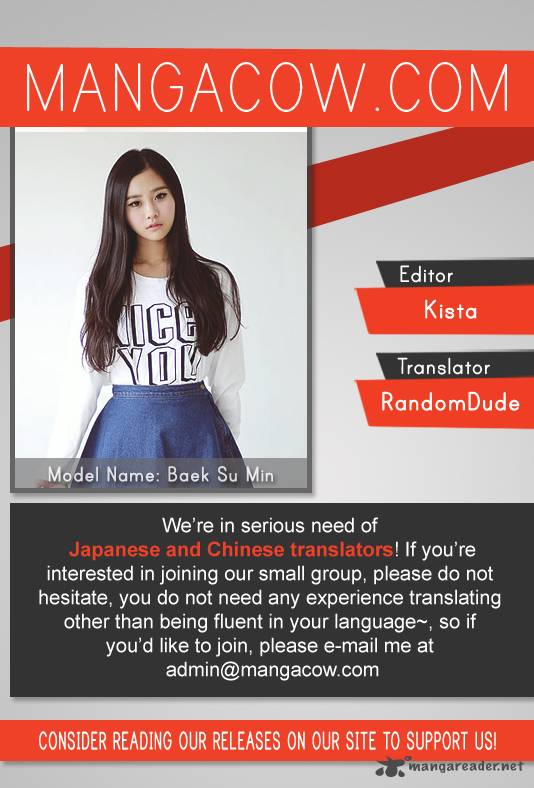 MANGACOW.COM
NICE
YOU
Editor
Kista
Translator
RandomDude
Model Name: Baek Su Min
We're in serious need of
Japanese and Chinese translators! If you're
interested in joining our small group, please do not
hesitate, you do not need any experience translating
other than being fluent in your language~, so if
you'd like to join, please e-mail me at
admin@mangacow.com
CONSIDER READING OUR RELEASES ON OUR SITE TO SUPPORT US!
mangareader.net